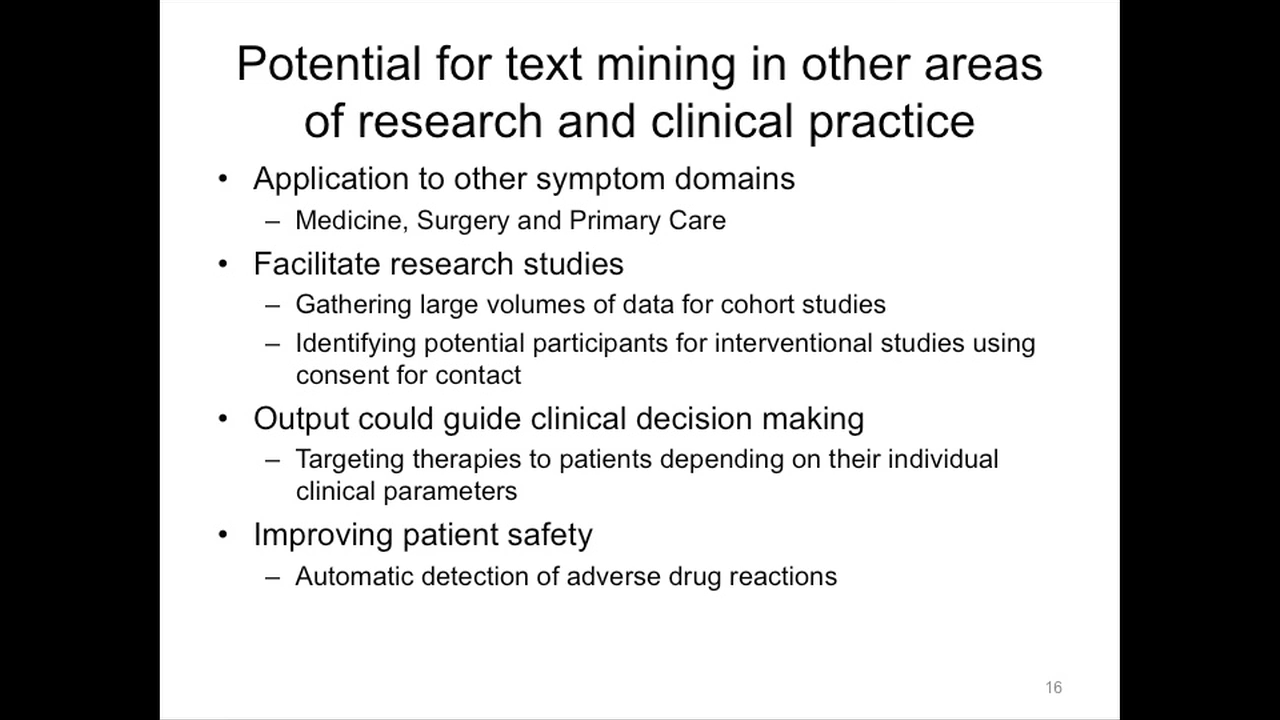 Potential for text mining in other areas
of research and clinical practice
• Application to other symptom domains
– Medicine, Surgery and Primary Care
• Facilitate research studies
– Gathering large volumes of data for cohort studies
– Identifying potential participants for interventional studies using
consent for contact
• Output could guide clinical decision making
– Targeting therapies to patients depending on their individual
clinical parameters
• Improving patient safety
– Automatic detection of adverse drug reactions
16